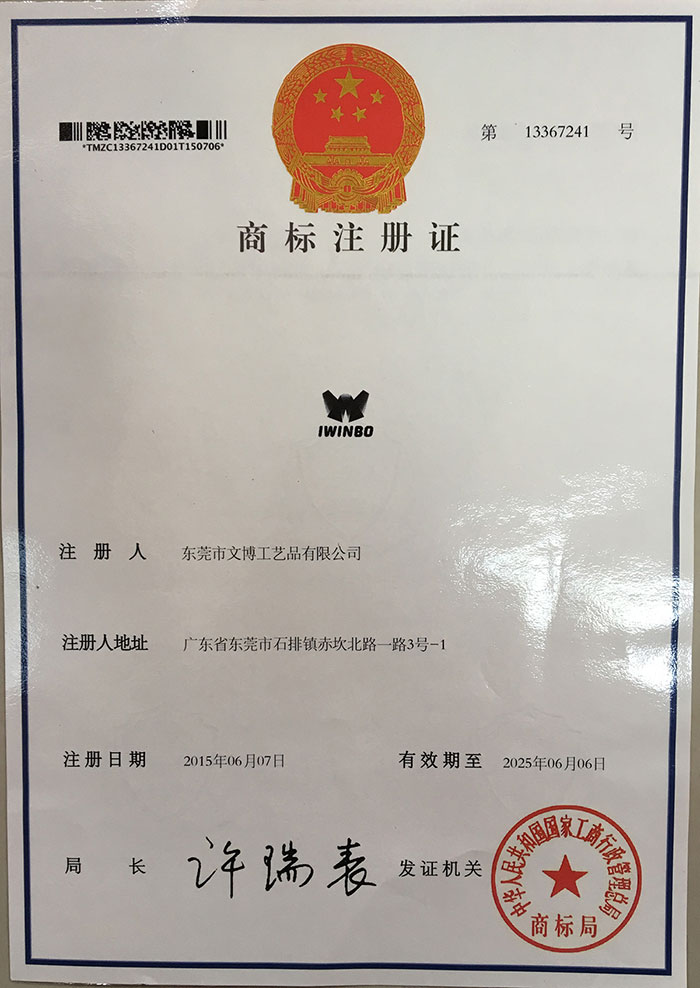 *TMZC13367241D01T150706*
第 13367241 号
商标注册证
IWINBO
注册人 东莞市文博工艺品有限公司
注册人地址 广东省东莞市石排镇赤坎北路一路3号-1
注册日期 2015年06月07日 有效期至 2025年06月06日
局长 许瑞表 发证机关
中华人民共和国国家工商行政管理总局
商标局